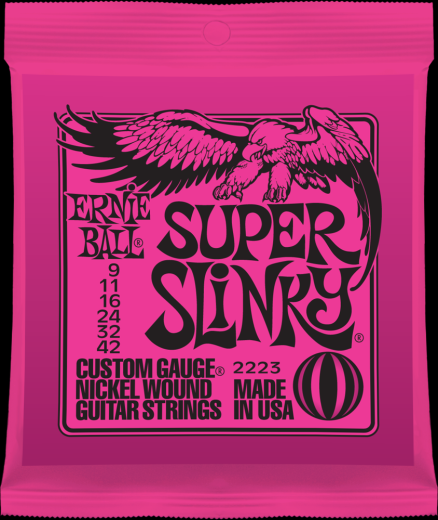 ERNiE
BALL®
SUPER
SLiNKY®
9
11
16
24
32
42
CUSTOM GAUGE® 2223
NICKEL WOUND
GUITAR STRINGS
MADE
IN USA